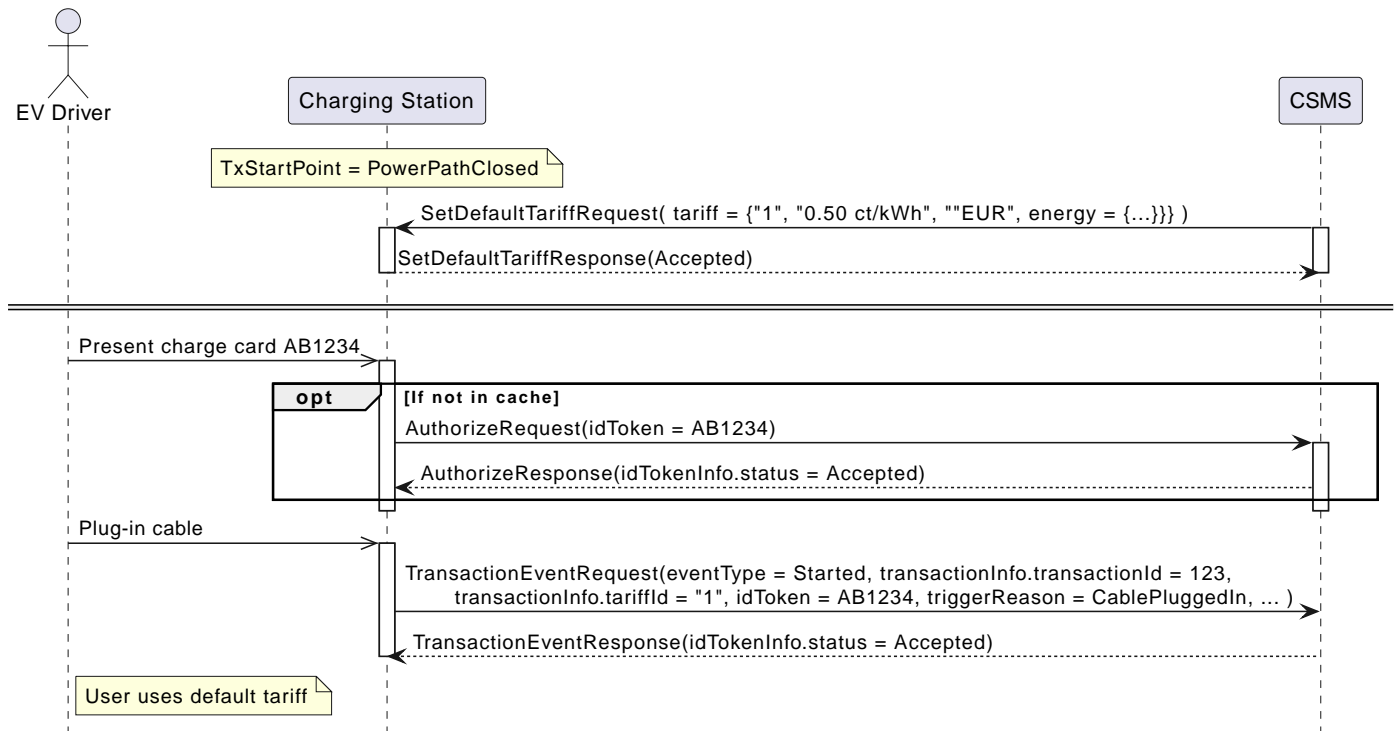 EV Driver
Charging Station
CSMS
TxStartPoint = PowerPathClosed
SetDefaultTariffRequest( tariff = {"1", "0.50 ct/kWh", ""EUR", energy = {...}}} )
SetDefaultTariffResponse(Accepted)
Present charge card AB1234
opt
[If not in cache]
AuthorizeRequest(idToken = AB1234)
AuthorizeResponse(idTokenInfo.status = Accepted)
Plug-in cable
TransactionEventRequest(eventType = Started, transactionInfo.transactionId = 123,
transactionInfo.tariffId = "1", idToken = AB1234, triggerReason = CablePluggedIn, ... )
TransactionEventResponse(idTokenInfo.status = Accepted)
User uses default tariff